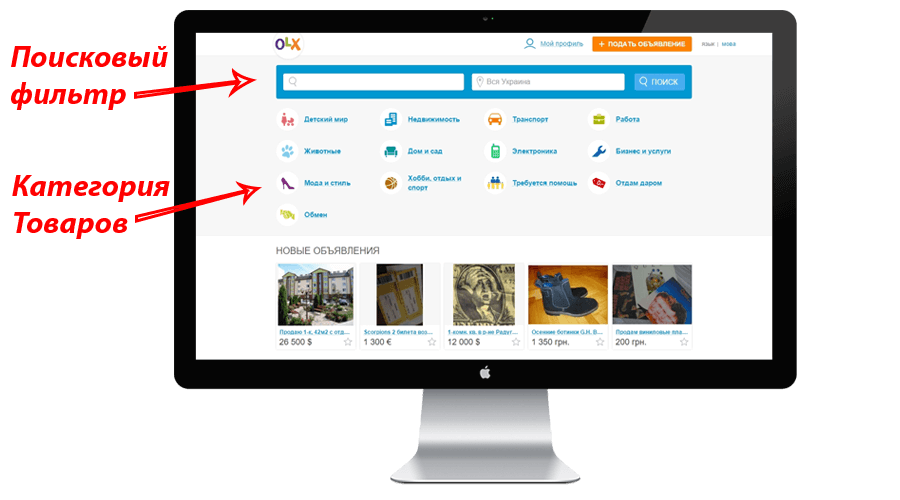 Поисковый
фильтр
Категория
Товаров
OLX
Мой профиль
+ ПОДАТЬ ОБЪЯВЛЕНИЕ
язык | мова
Вся Украина
ПОИСК
Детский мир
Недвижимость
Транспорт
Работа
Животные
Дом и сад
Электроника
Бизнес и услуги
Мода и стиль
Хобби, отдых и
спорт
Требуется помощь
Отдам даром
Обмен
НОВЫЕ ОБЪЯВЛЕНИЯ
Продам 1-к, 42м2 с отд...
Scorpions 2 билета воз...
1-комн. кв. в р-не Радуг...
Осенние ботинки G.H. B...
Продам виниловые пла...
26 500 $
1 300 €
12 000 $
1 350 грн.
200 грн.